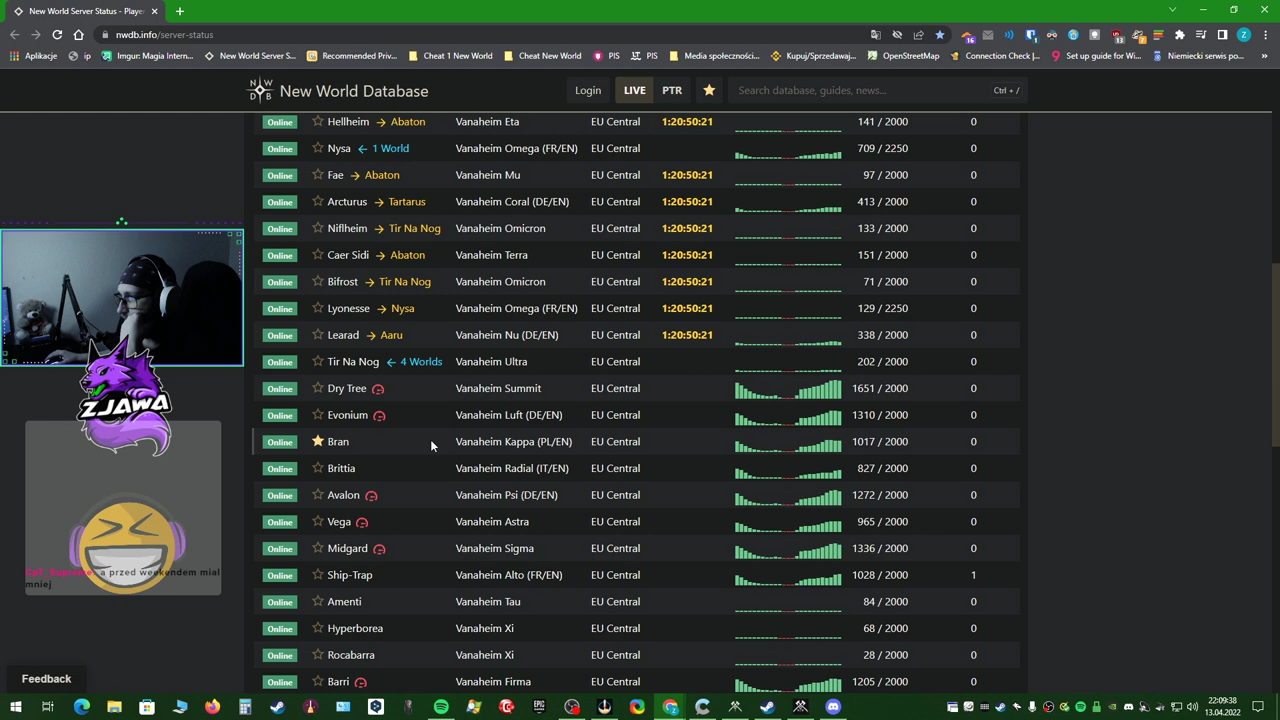 New World Server Status - Player
nwdb.info/server-status
Aplikacje
ip
Imgur: Magia Intern...
New World Server S...
Committed Priv...
Cheat 1 New World
Cheat New World
PIS
PIS
Media społeczności...
Kupuj/Sprzedawaj...
OpenStreetMap
Connection Check |...
Set up guide for Wi...
Niemiecki serwis po...
New World Database
Login
LIVE
PTR
Search database, guides, news...
Ctrl + /
Online Hellheim → Abaton Vanaheim Eta EU Central 1:20:50:21 141 / 2000 0
Online Nysa ← 1 World Vanaheim Omega (FR/EN) EU Central 709 / 2250 0
Online → Abaton Vanaheim Mu EU Central 1:20:50:21 97 / 2000 0
Online → Tartarus Vanaheim Coral (DE/EN) EU Central 1:20:50:21 413 / 2000 0
Online → Tir Na Nog Vanaheim Omicron EU Central 1:20:50:21 133 / 2000 0
Online Caer Sidi → Abaton Vanaheim Terra EU Central 1:20:50:21 151 / 2000 0
Online Bifrost → Tir Na Nog Vanaheim Omicron EU Central 1:20:50:21 71 / 2000 0
Online Lyonesse → Nysa Vanaheim Omega (FR/EN) EU Central 1:20:50:21 129 / 2250 0
Online → Aaru Vanaheim Nu (DE/EN) EU Central 1:20:50:21 338 / 2000 0
Online Tir Na Nog ← 4 Worlds Vanaheim Ultra EU Central 202 / 2000 0
Online Dry Tree Vanaheim Summit EU Central 1651 / 2000 0
Online Evonium Vanaheim Luft (DE/EN) EU Central 1310 / 2000 0
Online Bran Vanaheim Kappa (PL/EN) EU Central 1017 / 2000 0
Online Brittia Vanaheim Radial (IT/EN) EU Central 827 / 2000 0
Online Avalon Vanaheim Psi (DE/EN) EU Central 1272 / 2000 0
Online Vega Vanaheim Astra EU Central 965 / 2000 0
Online Midgard Vanaheim Sigma EU Central 1336 / 2000 0
Online Ship-Trap Vanaheim Alto (FR/EN) EU Central 1028 / 2000 1
Online Amenti Vanaheim Tau EU Central 84 / 2000 0
Online Hyperborea Vanaheim Xi EU Central 68 / 2000 0
Online Vanaheim Xi EU Central 28 / 2000 0
Online Barri Vanaheim Firma EU Central 1205 / 2000 0
ZJAWA
: a przed weekendem mial
mniej
Feedback
22:09:38
13.04.2022